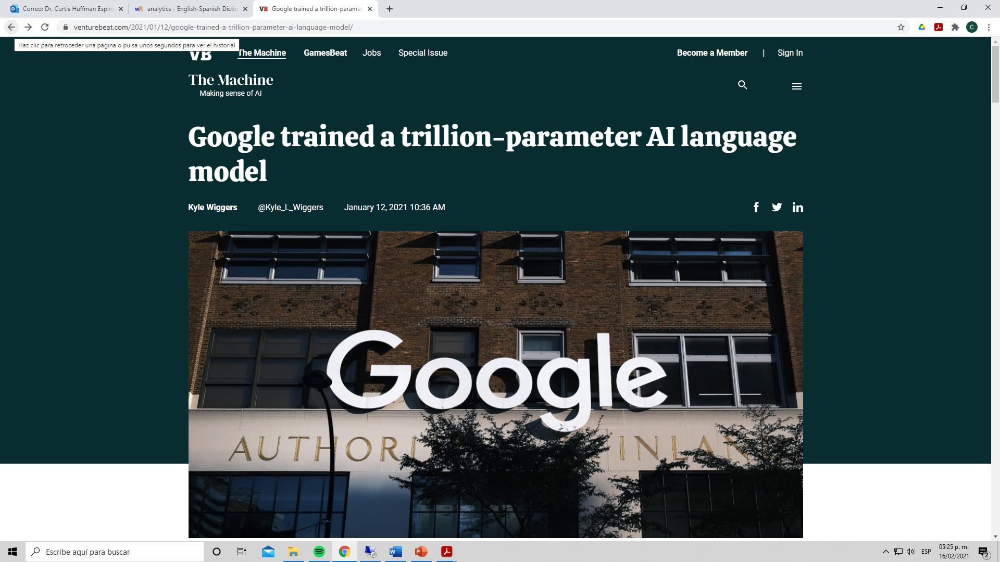 Correo: Dr. Curtis Huffman Espin
analytics - English-Spanish Dictio
VB Google trained a trillion-paramet
venturebeat.com/2021/01/12/google-trained-a-trillion-parameter-ai-language-model/
C
Haz clic para retroceder una página o pulsa unos segundos para ver el historial
VB
The Machine
GamesBeat
Jobs
Special Issue
Become a Member | Sign In
The Machine
Making sense of AI
Google trained a trillion-parameter AI language
model
Kyle Wiggers @Kyle_L_Wiggers January 12, 2021 10:36 AM
Google
AUTHORI INLAN
Escribe aquí para buscar
ESP
05:25 p. m.
16/02/2021
2